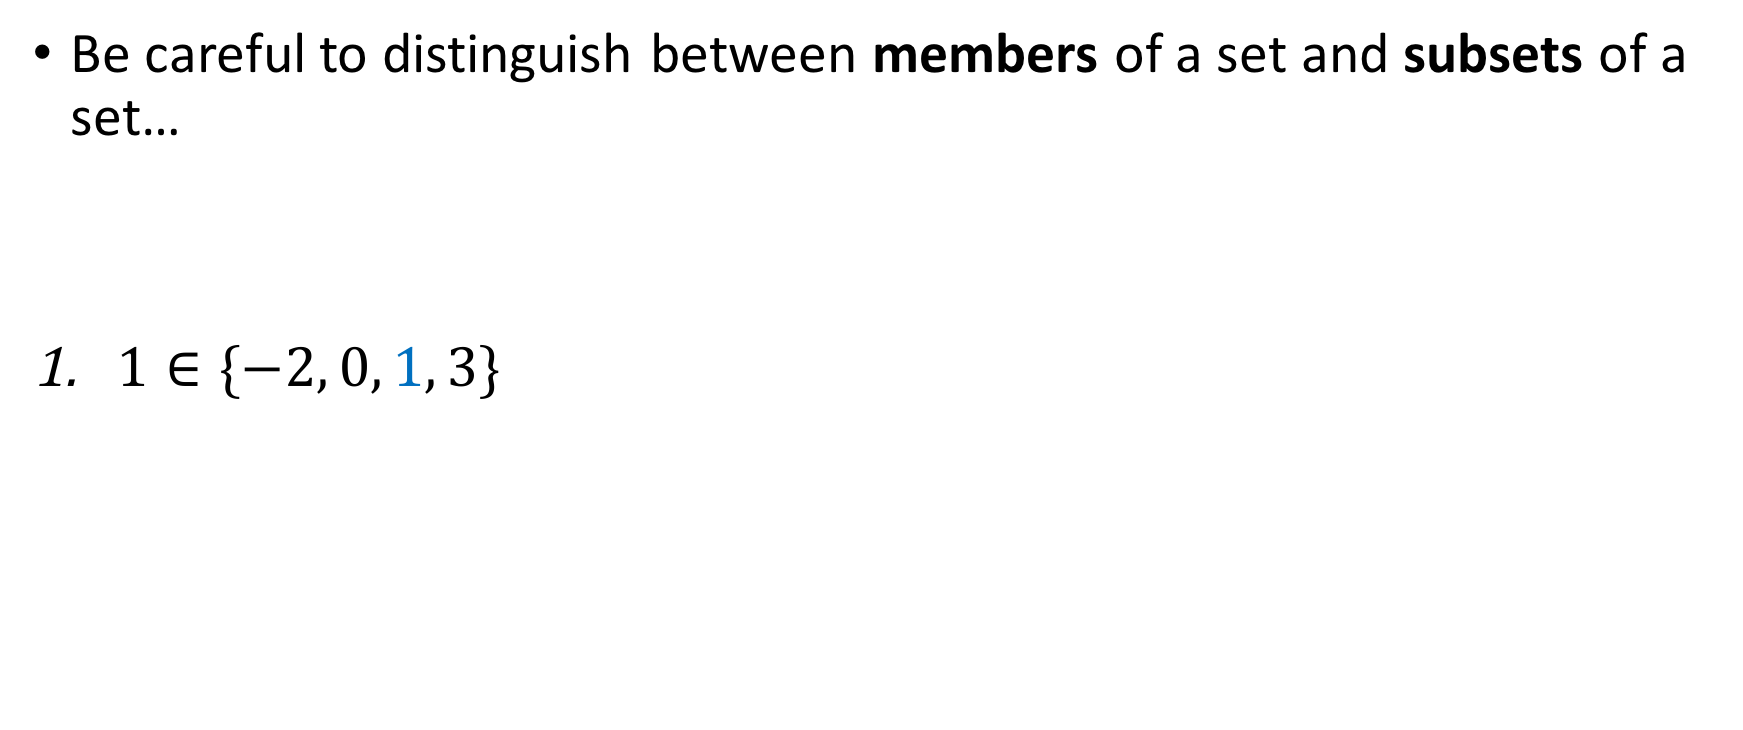 • Be careful to distinguish between members of a set and subsets of a
set…
1. 1 ∈ {−2, 0, 1, 3}